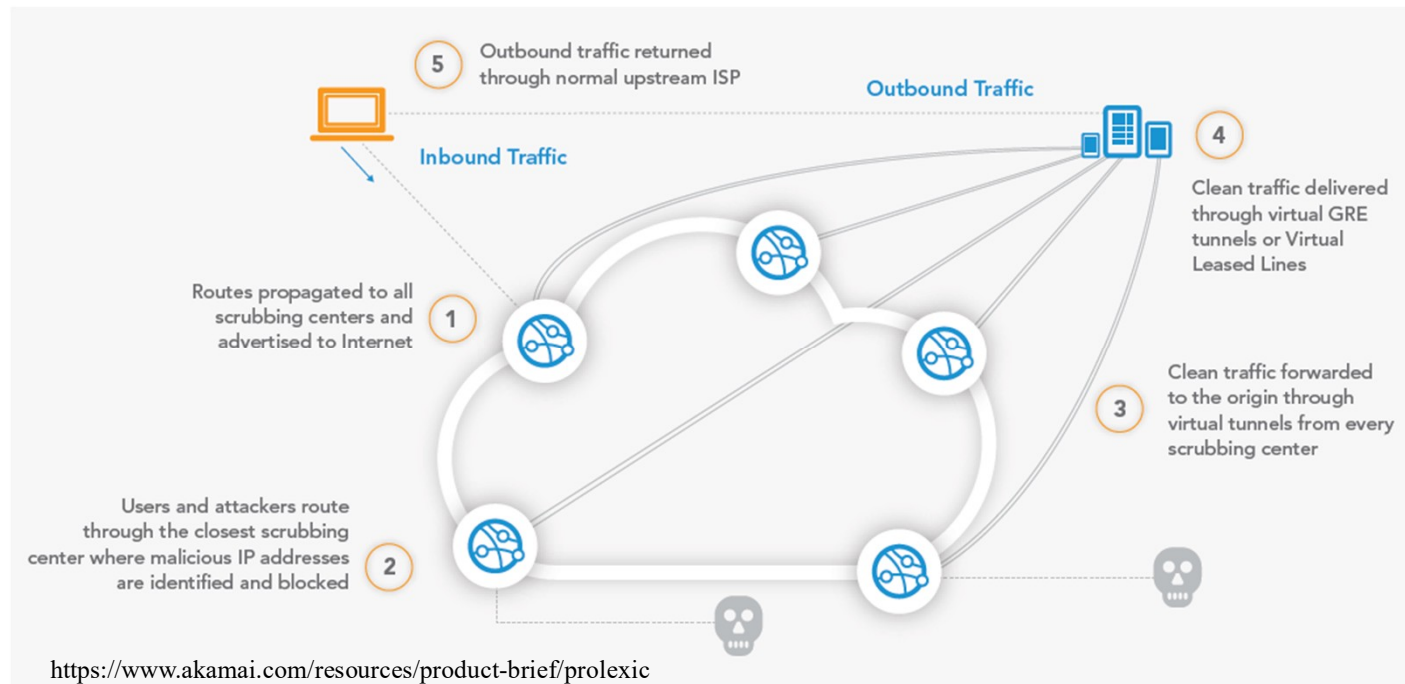 5
Outbound traffic returned
through normal upstream ISP
Outbound Traffic
Inbound Traffic
4
Clean traffic delivered
through virtual GRE
tunnels or Virtual
Leased Lines
Routes propagated to all
scrubbing centers and
advertised to Internet
1
Clean traffic forwarded
to the origin through
virtual tunnels from every
scrubbing center
3
Users and attackers route
through the closest scrubbing
center where malicious IP addresses
are identified and blocked
2
https://www.akamai.com/resources/product-brief/prolexic